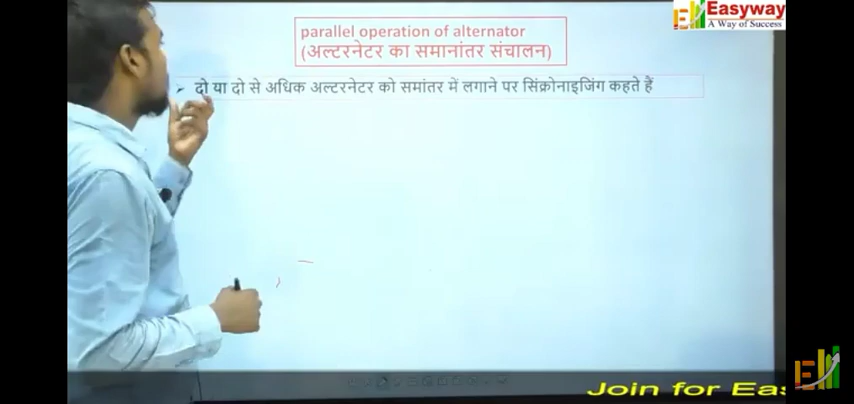 Easyway
A Way of Success
parallel operation of alternator
(अल्टरनेटर का समानांतर संचालन)
➢ दो या दो से अधिक अल्टरनेटर को समांतर में लगाने पर सिंक्रोनाइजिंग कहते हैं
Join for Eas